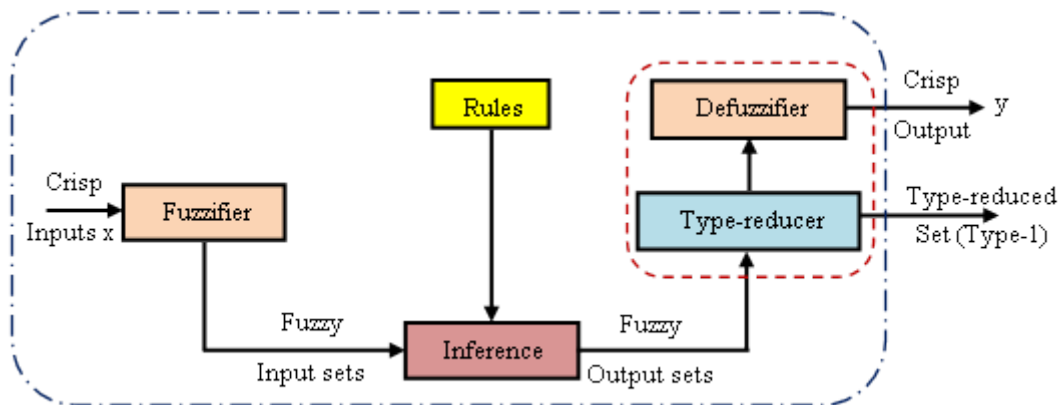 Crisp
Inputs x
Fuzzifier
Rules
Fuzzy
Input sets
Inference
Fuzzy
Output sets
Type-reducer
Defuzzifier
Crisp
Output
y
Type-reduced
Set (Type-1)